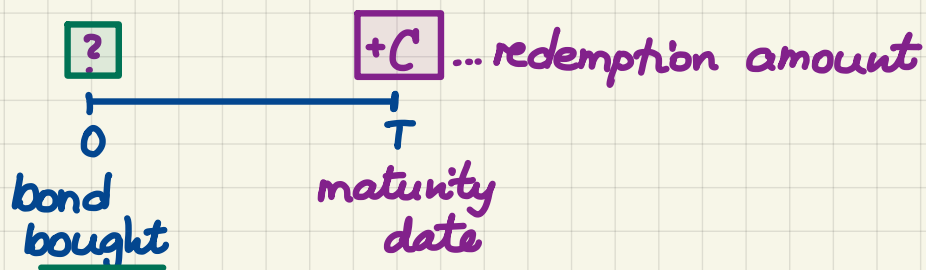 ? +C ... redemption amount
0 T
bond maturity
bought date